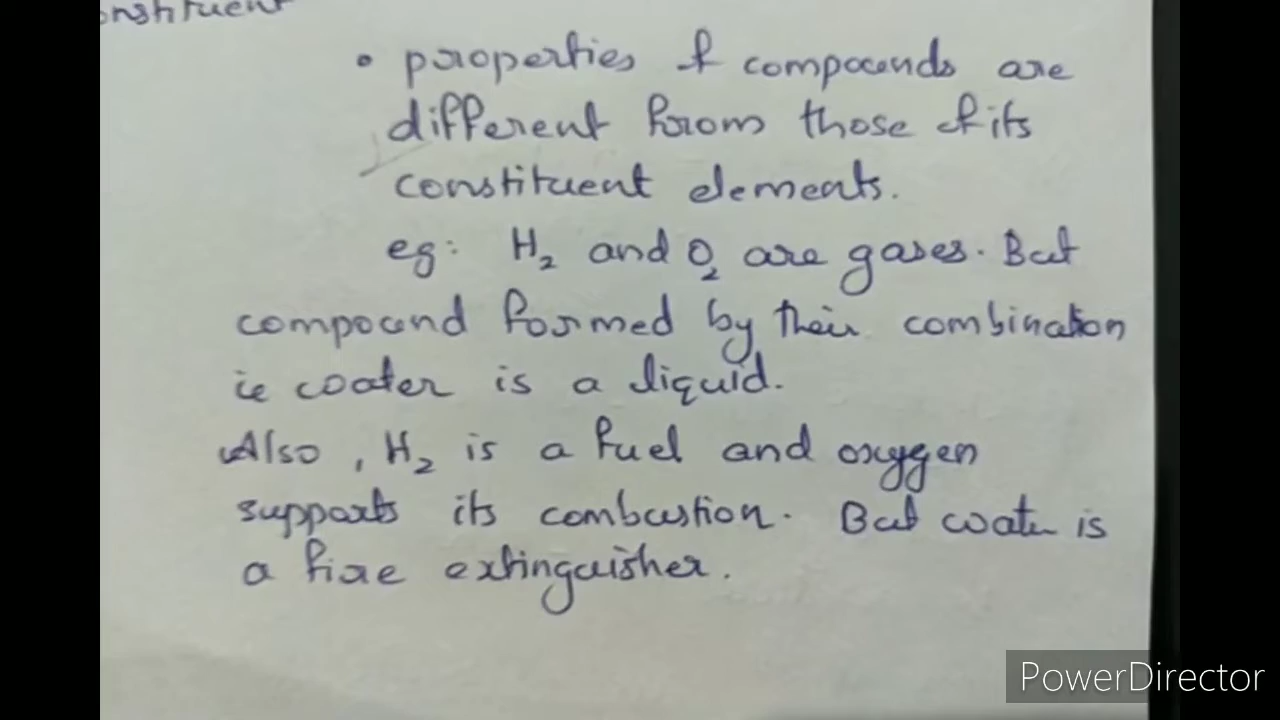 onstituent
• properties of compounds are
different from those of its
constituent elements.
eg: H₂ and O₂ are gases. But
compound formed by their combination
ie water is a liquid.
Also, H₂ is a fuel and oxygen
supports its combustion. But water is
a fire extinguisher.
PowerDirector